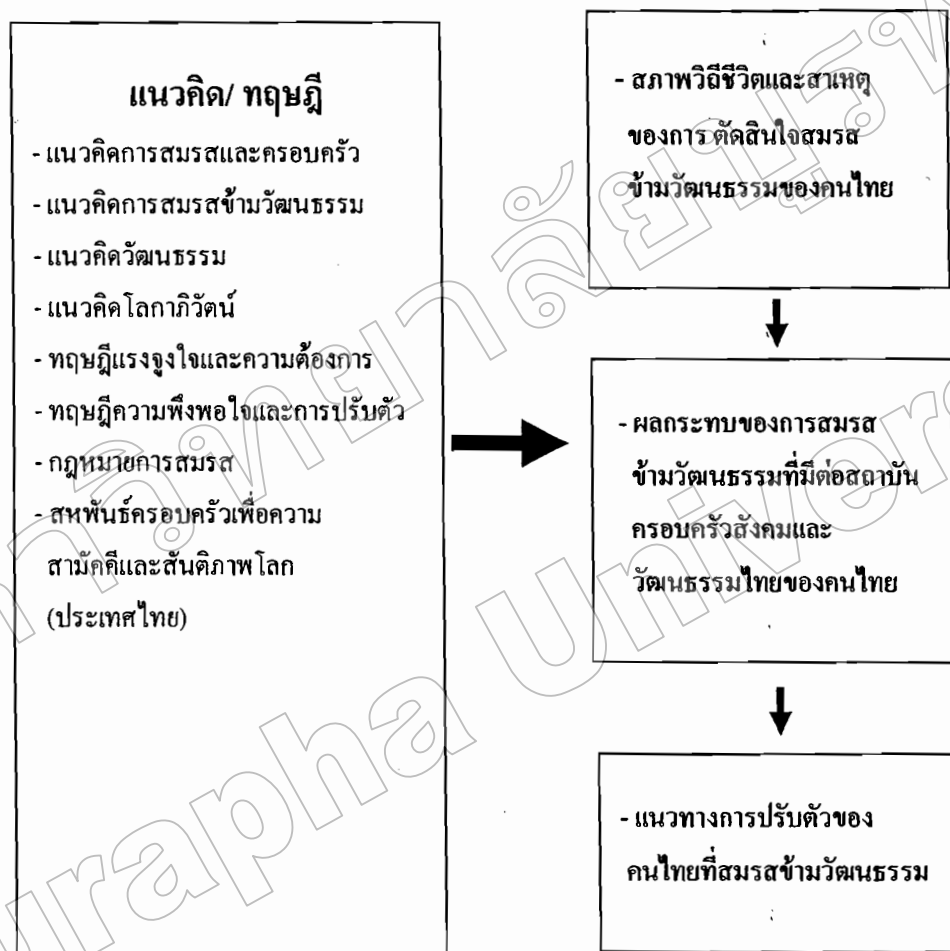 แนวคิด/ ทฤษฎี
- แนวคิดการสมรสและครอบครัว
- แนวคิดการสมรสข้ามวัฒนธรรม
- แนวคิดวัฒนธรรม
- แนวคิดโลกาภิวัตน์
- ทฤษฎีแรงจูงใจและความต้องการ
- ทฤษฎีความพึงพอใจและการปรับตัว
- กฎหมายการสมรส
- สหพันธ์ครอบครัวเพื่อความ
สามัคคีและสันติภาพโลก
(ประเทศไทย)
- สภาพวิถีชีวิตและสาเหตุ
ของการ ตัดสินใจสมรส
ข้ามวัฒนธรรมของคนไทย
- ผลกระทบของการสมรส
ข้ามวัฒนธรรมที่มีต่อสถาบัน
ครอบครัวสังคมและ
วัฒนธรรมไทยของคนไทย
- แนวทางการปรับตัวของ
คนไทยที่สมรสข้ามวัฒนธรรม